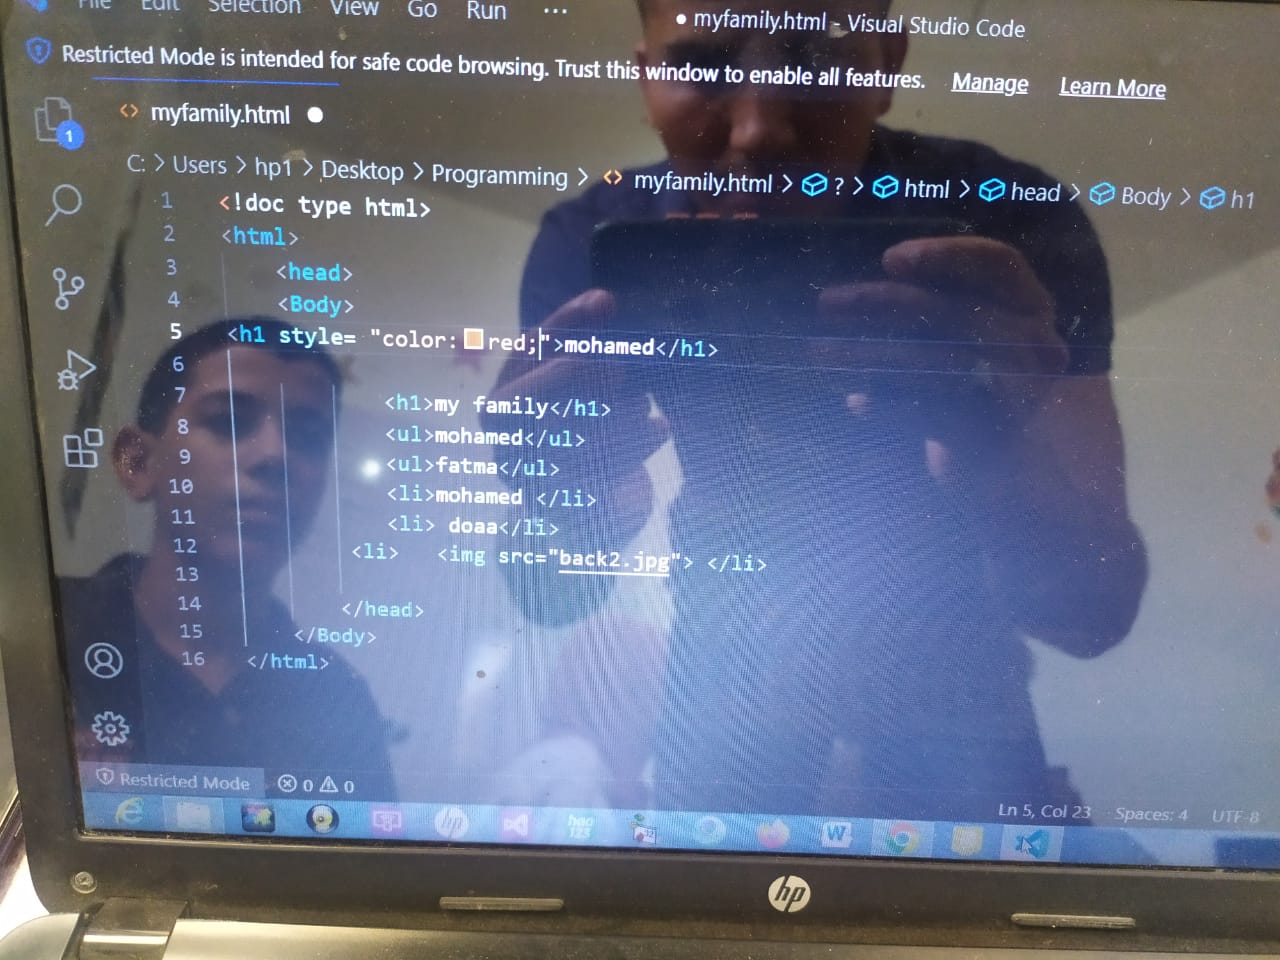 File Edit Selection View Go Run ...
● myfamily.html - Visual Studio Code
Restricted Mode is intended for safe code browsing. Trust this window to enable all features. Manage Learn More
<> myfamily.html ●
1
C: > Users > hp1 > Desktop > Programming > <> myfamily.html > ? > html > head > Body > h1
1 <!doc type html>
2 <html>
3 <head>
4 <Body>
5 <h1 style= "color: red;">mohamed</h1>
6
7 <h1>my family</h1>
8 <ul>mohamed</ul>
9 <ul>fatma</ul>
10 <li>mohamed </li>
11 <li> doaa</li>
12 <li> <img src="back2.jpg"> </li>
13
14 </head>
15 </Body>
16 </html>
Restricted Mode 0 0
Ln 5, Col 23 Spaces: 4 UTF-8
hp
hao
123
32
W
hp